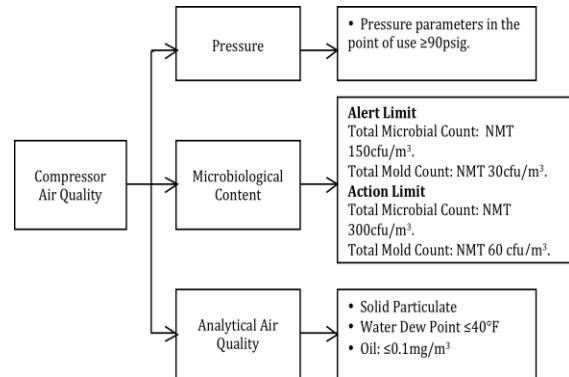 Pressure
• Pressure parameters in the
point of use ≥90psig.
Compressor
Air Quality
Microbiological
Content
Alert Limit
Total Microbial Count: NMT
150cfu/m³.
Total Mold Count: NMT 30cfu/m³.
Action Limit
Total Microbial Count: NMT
300cfu/m³.
Total Mold Count: NMT 60 cfu/m³.
Analytical Air
Quality
• Solid Particulate
• Water Dew Point ≤40°F
• Oil: ≤0.1mg/m³